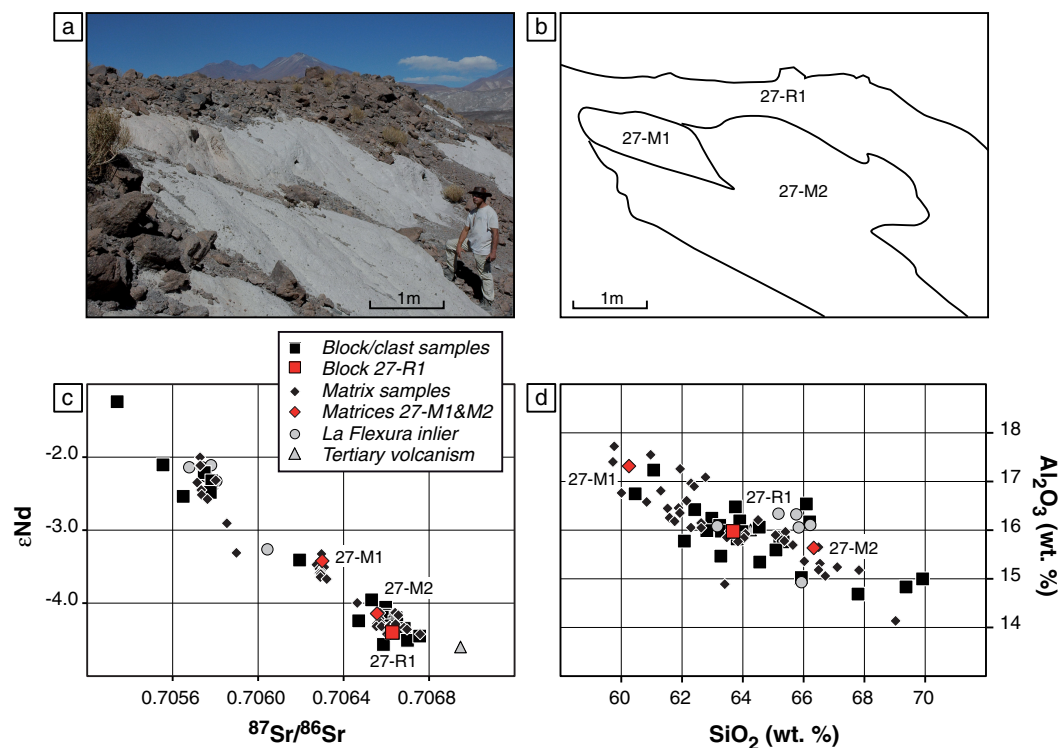 a
1m
b
27-R1
27-M1
27-M2
1m
Block/clast samples
Block 27-R1
Matrix samples
Matrices 27-M1&M2
La Flexura inlier
Tertiary volcanism
c
-2.0
-3.0
-4.0
εNd
27-M1
27-M2
27-R1
0.7056
0.7060
0.7064
0.7068
87Sr/86Sr
d
27-M1
27-R1
27-M2
18
17
16
15
14
Al2O3 (wt. %)
60
62
64
66
68
70
SiO2 (wt. %)